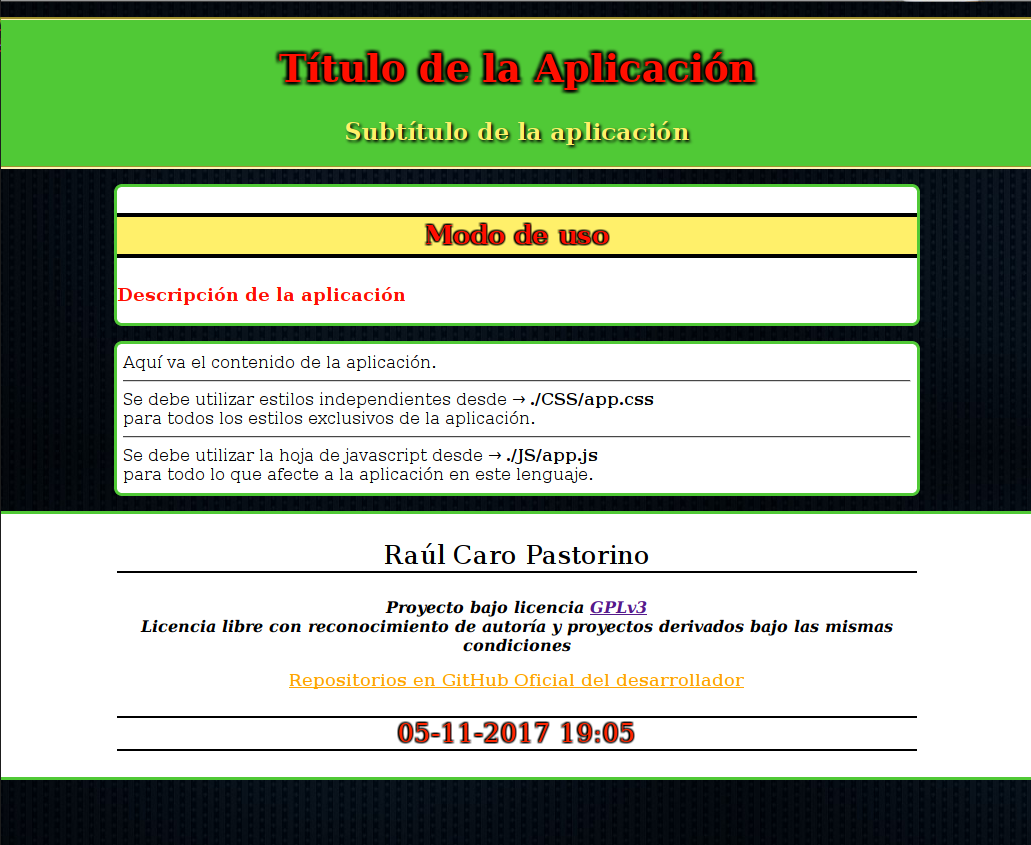 Título de la Aplicación
Subtítulo de la aplicación
Modo de uso
Descripción de la aplicación
Aquí va el contenido de la aplicación.
Se debe utilizar estilos independientes desde → ./CSS/app.css
para todos los estilos exclusivos de la aplicación.
Se debe utilizar la hoja de javascript desde → ./JS/app.js
para todo lo que afecte a la aplicación en este lenguaje.
Raúl Caro Pastorino
Proyecto bajo licencia GPLv3
Licencia libre con reconocimiento de autoría y proyectos derivados bajo las mismas
condiciones
Repositorios en GitHub Oficial del desarrollador
05-11-2017 19:05